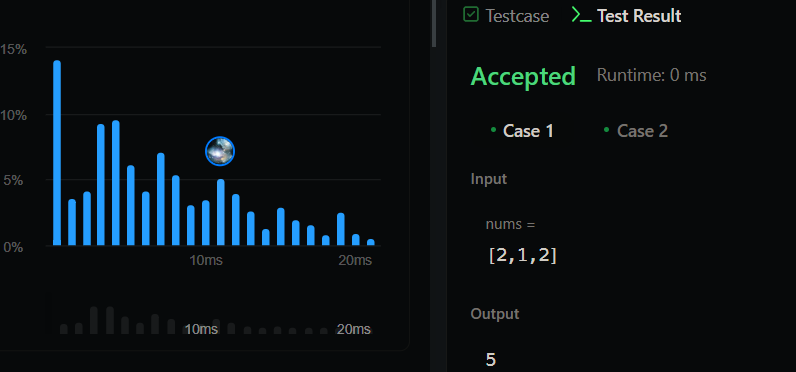 15%
10%
5%
0%
10ms
20ms
10ms
20ms
Testcase
Test Result
Accepted
Runtime: 0 ms
Case 1
Case 2
Input
nums =
[2,1,2]
Output
5